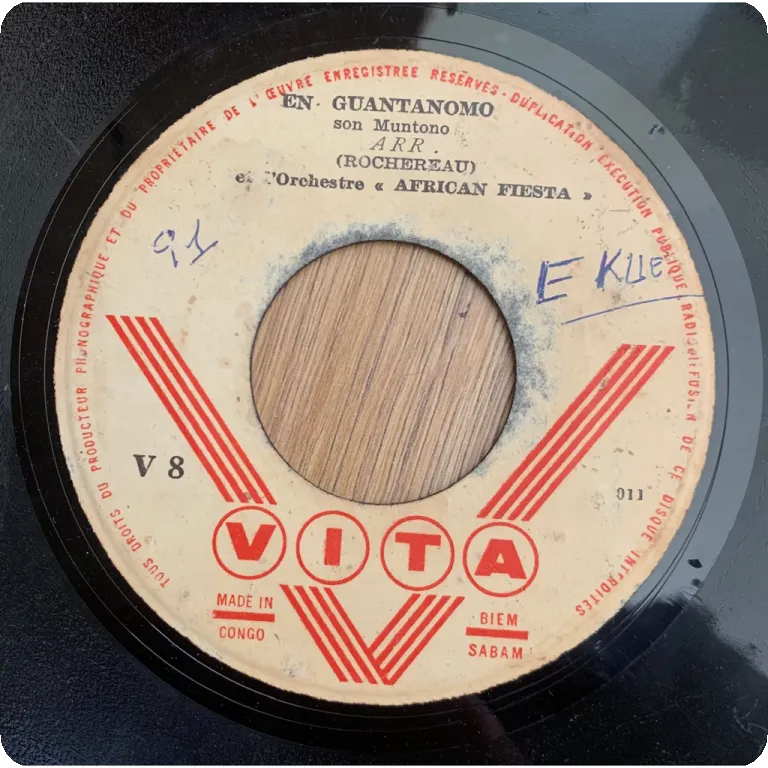 TOUS DROITS DU PRODUCTEUR PHONOGRAPHIQUE ET DU PROPRIÉTAIRE DE L'ŒUVRE ENREGISTREE RESERVES - DUPLICATION EXECUTION PUBLIQUE RADIODIFFUSION DE CE DISQUE INTERDITES
EN GUANTANOMO
son Muntono
ARR.
(ROCHEREAU)
et l'Orchestre « AFRICAN FIESTA »
91
E KLLE
V 8
011
VITA
MADE IN
CONGO
BIEM
SABAM